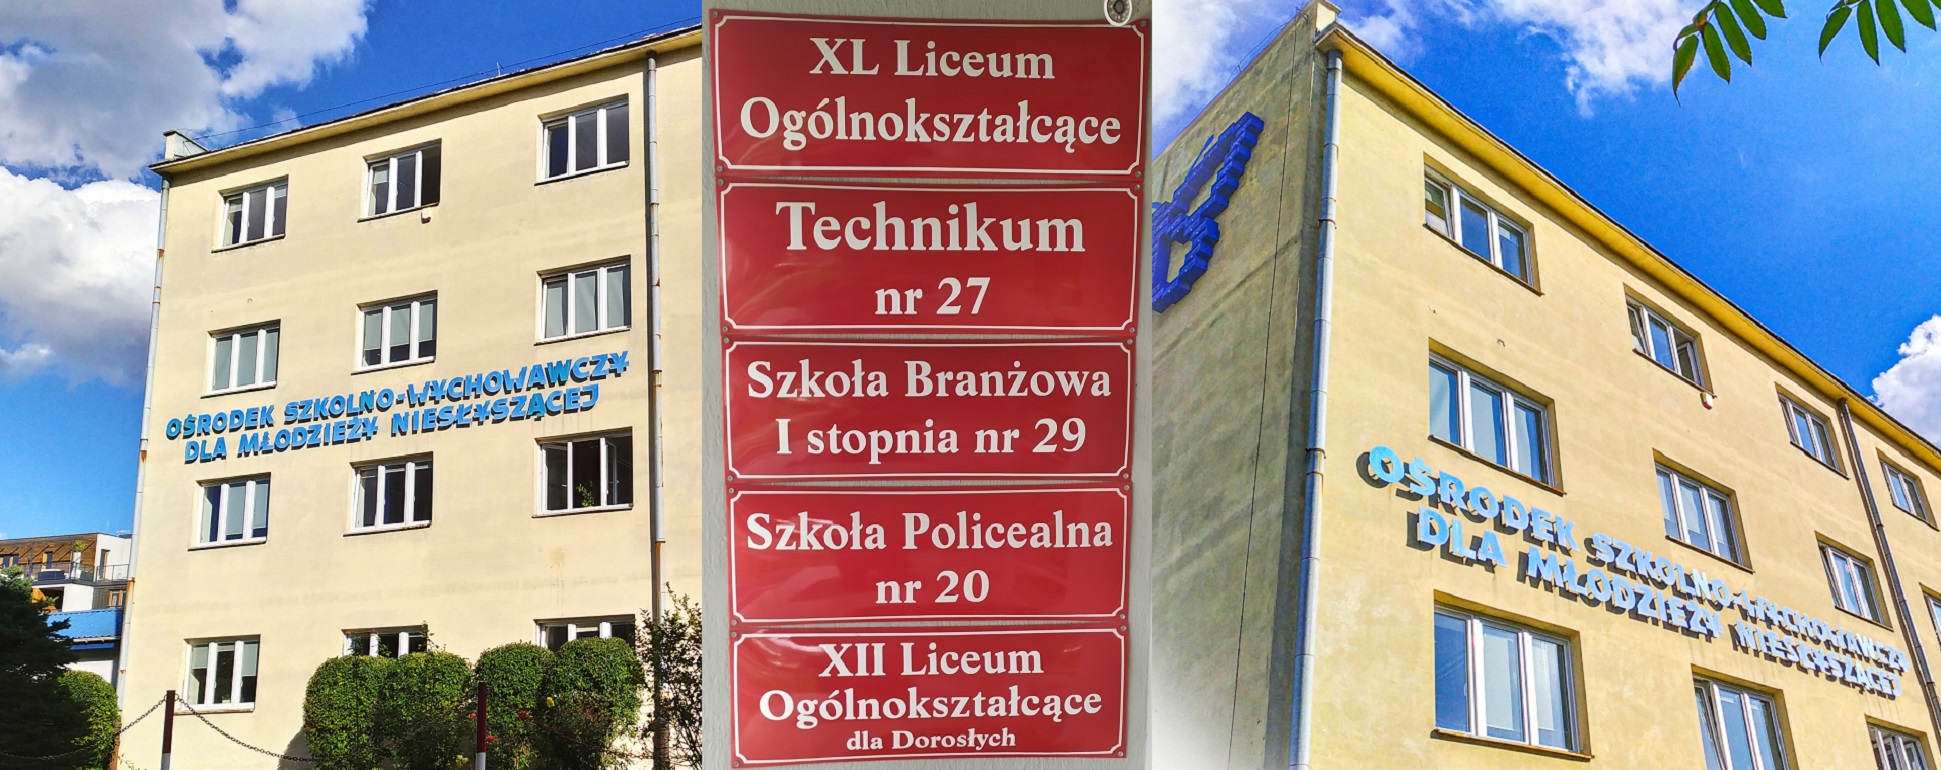 OŚRODEK SZKOLNO-WYCHOWAWCZY
DLA MŁODZIEŻY NIESŁYSZĄCEJ
XL Liceum
Ogólnokształcące
Technikum
nr 27
Szkoła Branżowa
I stopnia nr 29
Szkoła Policealna
nr 20
XII Liceum
Ogólnokształcące
dla Dorosłych
OŚRODEK SZKOLNO-WYCHOWAWCZY
DLA MŁODZIEŻY NIESŁYSZĄCEJ